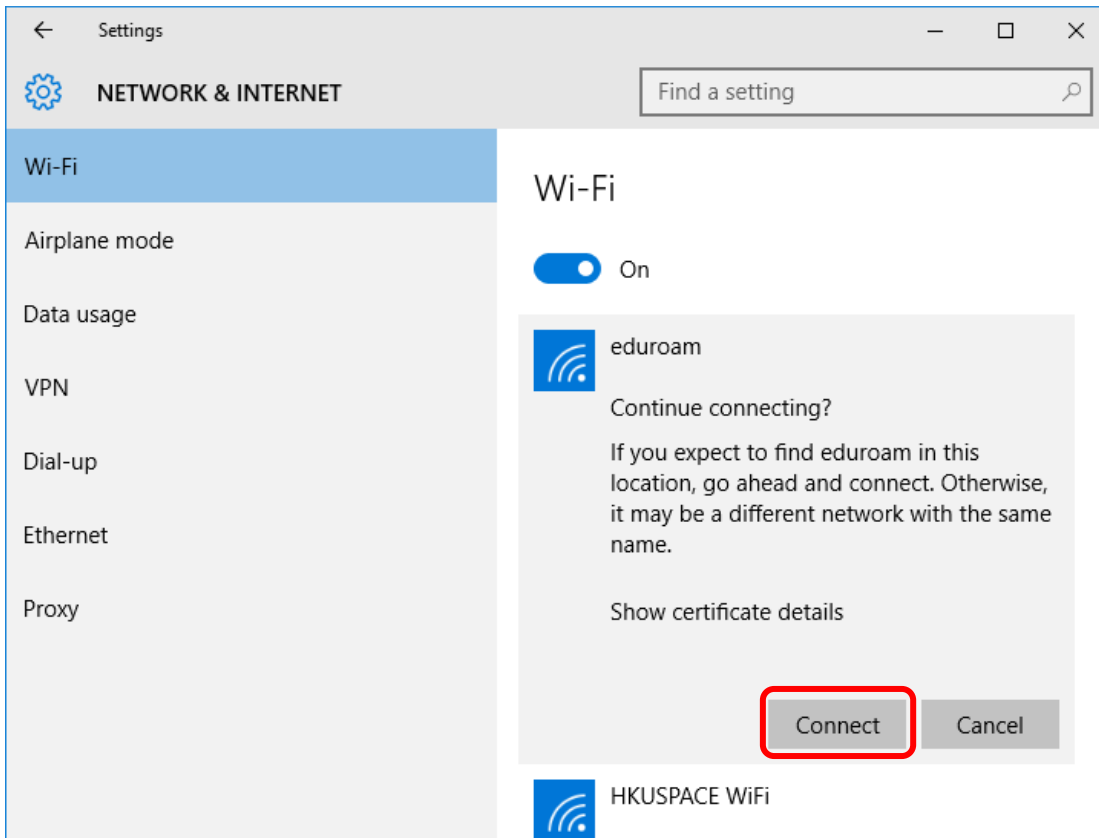 Settings
NETWORK & INTERNET
Find a setting
Wi-Fi
Airplane mode
Data usage
VPN
Dial-up
Ethernet
Proxy
Wi-Fi
On
eduroam
Continue connecting?
If you expect to find eduroam in this
location, go ahead and connect. Otherwise,
it may be a different network with the same
name.
Show certificate details
Connect
Cancel
HKUSPACE WiFi